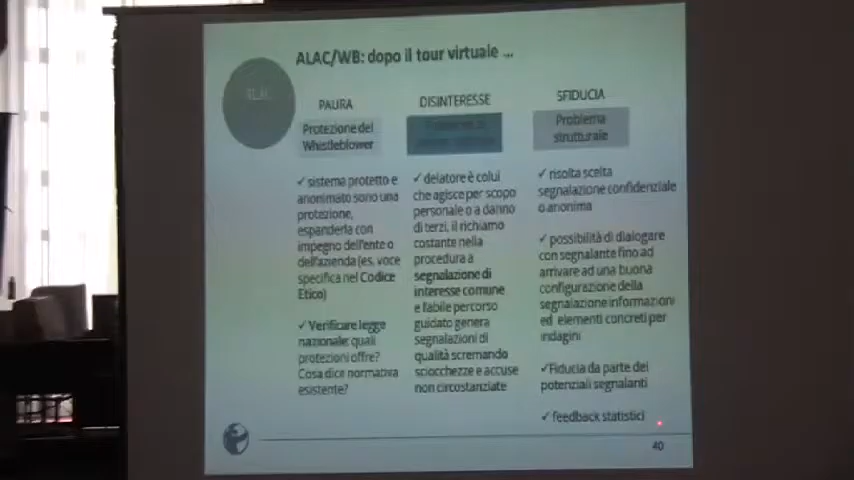 ALAC/WB: dopo il tour virtuale ...
PAURA
Protezione del
Whistleblower
✓ sistema protetto e
anonimato sono una
protezione,
espanderla con
impegno dell'ente o
dell'azienda (es. voce
specifica nel Codice
Etico)
✓ Verificare legge
nazionale: quali
protezioni offre?
Cosa dice normativa
esistente?
DISINTERESSE
✓ delatore è colui
che agisce per scopo
personale o a danno
di terzi, il richiamo
costante nella
procedura a
segnalazione di
interesse comune
e labile percorso
guidato genera
segnalazioni di
qualità scremando
sciocchezze e accuse
non circostanziate
SFIDUCIA
Problema
strutturale
✓ risolta scelta
segnalazione confidenziale
o anonima
✓ possibilità di dialogare
con segnalante fino ad
arrivare ad una buona
configurazione della
segnalazione informazioni
ed elementi concreti per
indagini
✓Fiducia da parte dei
potenziali segnalanti
✓ feedback statistici
40